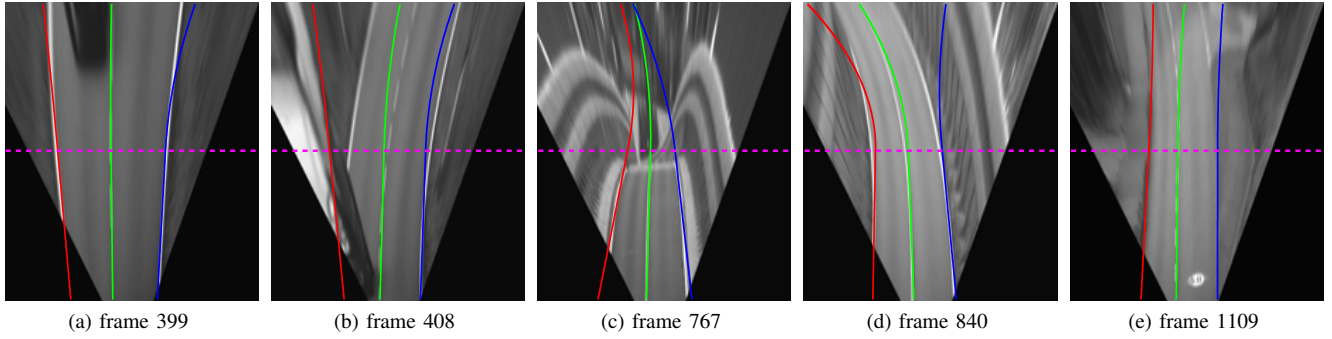 (a) frame 399
(b) frame 408
(c) frame 767
(d) frame 840
(e) frame 1109